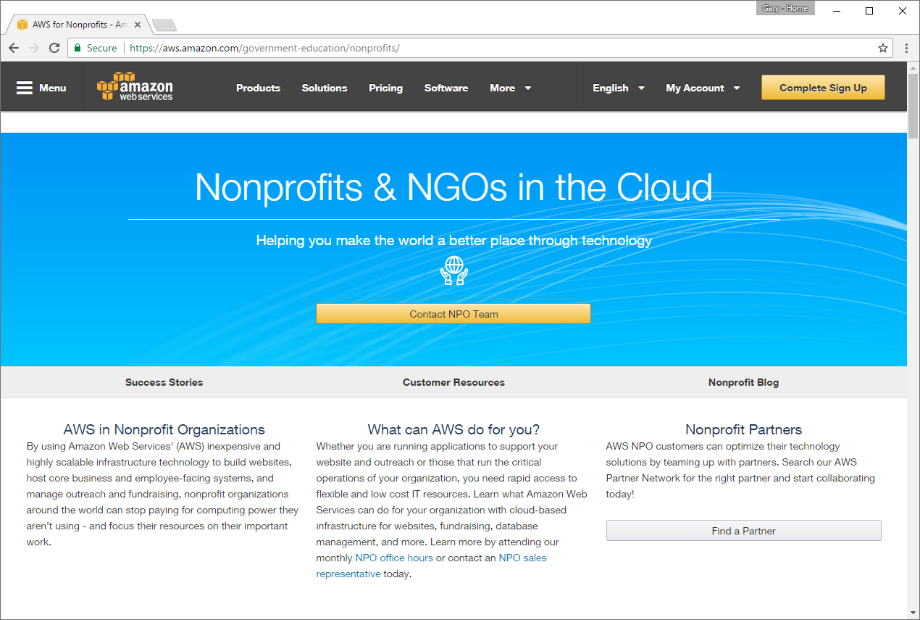 Gary - Home
AWS for Nonprofits - Am
Secure
https://aws.amazon.com/government-education/nonprofits/
Menu
amazon
web services
Products
Solutions
Pricing
Software
More
English
My Account
Complete Sign Up
Nonprofits & NGOs in the Cloud
Helping you make the world a better place through technology
Contact NPO Team
Success Stories
Customer Resources
Nonprofit Blog
AWS in Nonprofit Organizations
By using Amazon Web Services' (AWS) inexpensive and
highly scalable infrastructure technology to build websites,
host core business and employee-facing systems, and
manage outreach and fundraising, nonprofit organizations
around the world can stop paying for computing power they
aren't using - and focus their resources on their important
work.
What can AWS do for you?
Whether you are running applications to support your
website and outreach or those that run the critical
operations of your organization, you need rapid access to
flexible and low cost IT resources. Learn what Amazon Web
Services can do for your organization with cloud-based
infrastructure for websites, fundraising, database
management, and more. Learn more by attending our
monthly NPO office hours or contact an NPO sales
representative today.
Nonprofit Partners
AWS NPO customers can optimize their technology
solutions by teaming up with partners. Search our AWS
Partner Network for the right partner and start collaborating
today!
Find a Partner